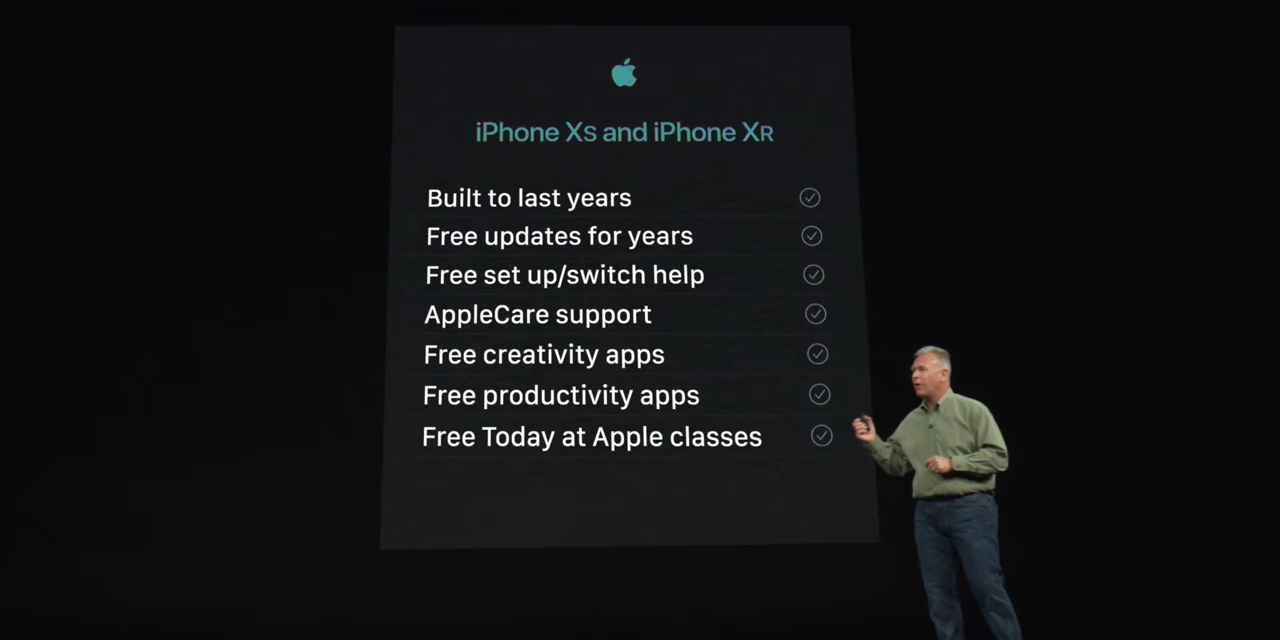 iPhone XS and iPhone XR
Built to last years
Free updates for years
Free set up/switch help
AppleCare support
Free creativity apps
Free productivity apps
Free Today at Apple classes